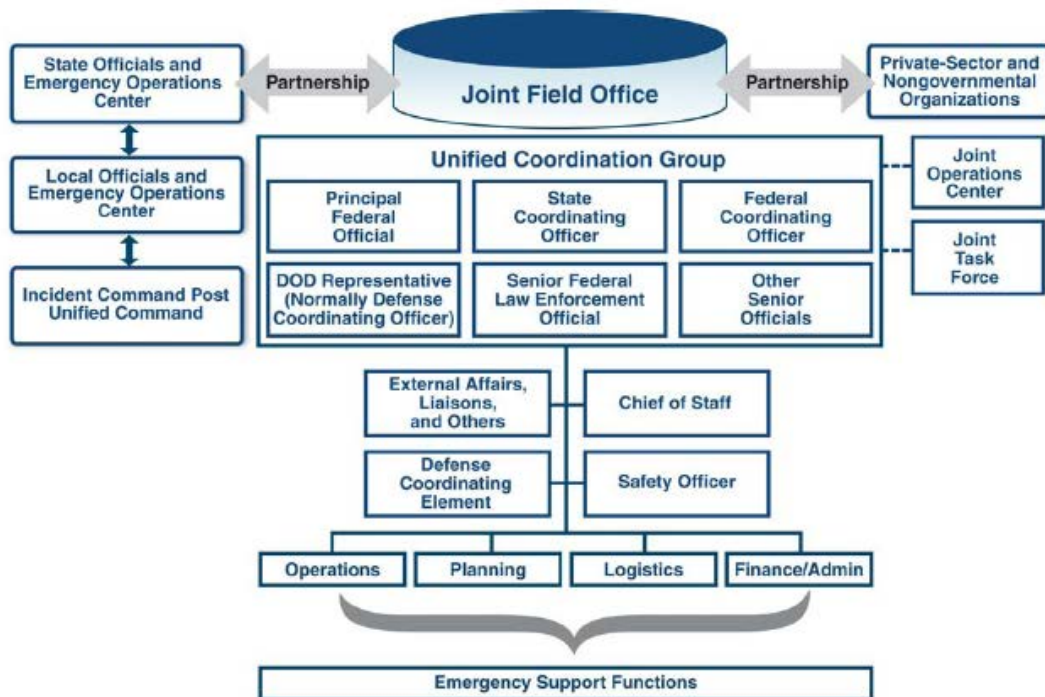 State Officials and
Emergency Operations
Center
Partnership
Joint Field Office
Partnership
Private-Sector and
Nongovernmental
Organizations
Local Officials and
Emergency Operations
Center
Incident Command Post
Unified Command
Unified Coordination Group
Principal
Federal
Official
State
Coordinating
Officer
Federal
Coordinating
Officer
DOD Representative
(Normally Defense
Coordinating Officer)
Senior Federal
Law Enforcement
Official
Other
Senior
Officials
Joint
Operations
Center
Joint
Task
Force
External Affairs,
Liaisons,
and Others
Chief of Staff
Defense
Coordinating
Element
Safety Officer
Operations
Planning
Logistics
Finance/Admin
Emergency Support Functions